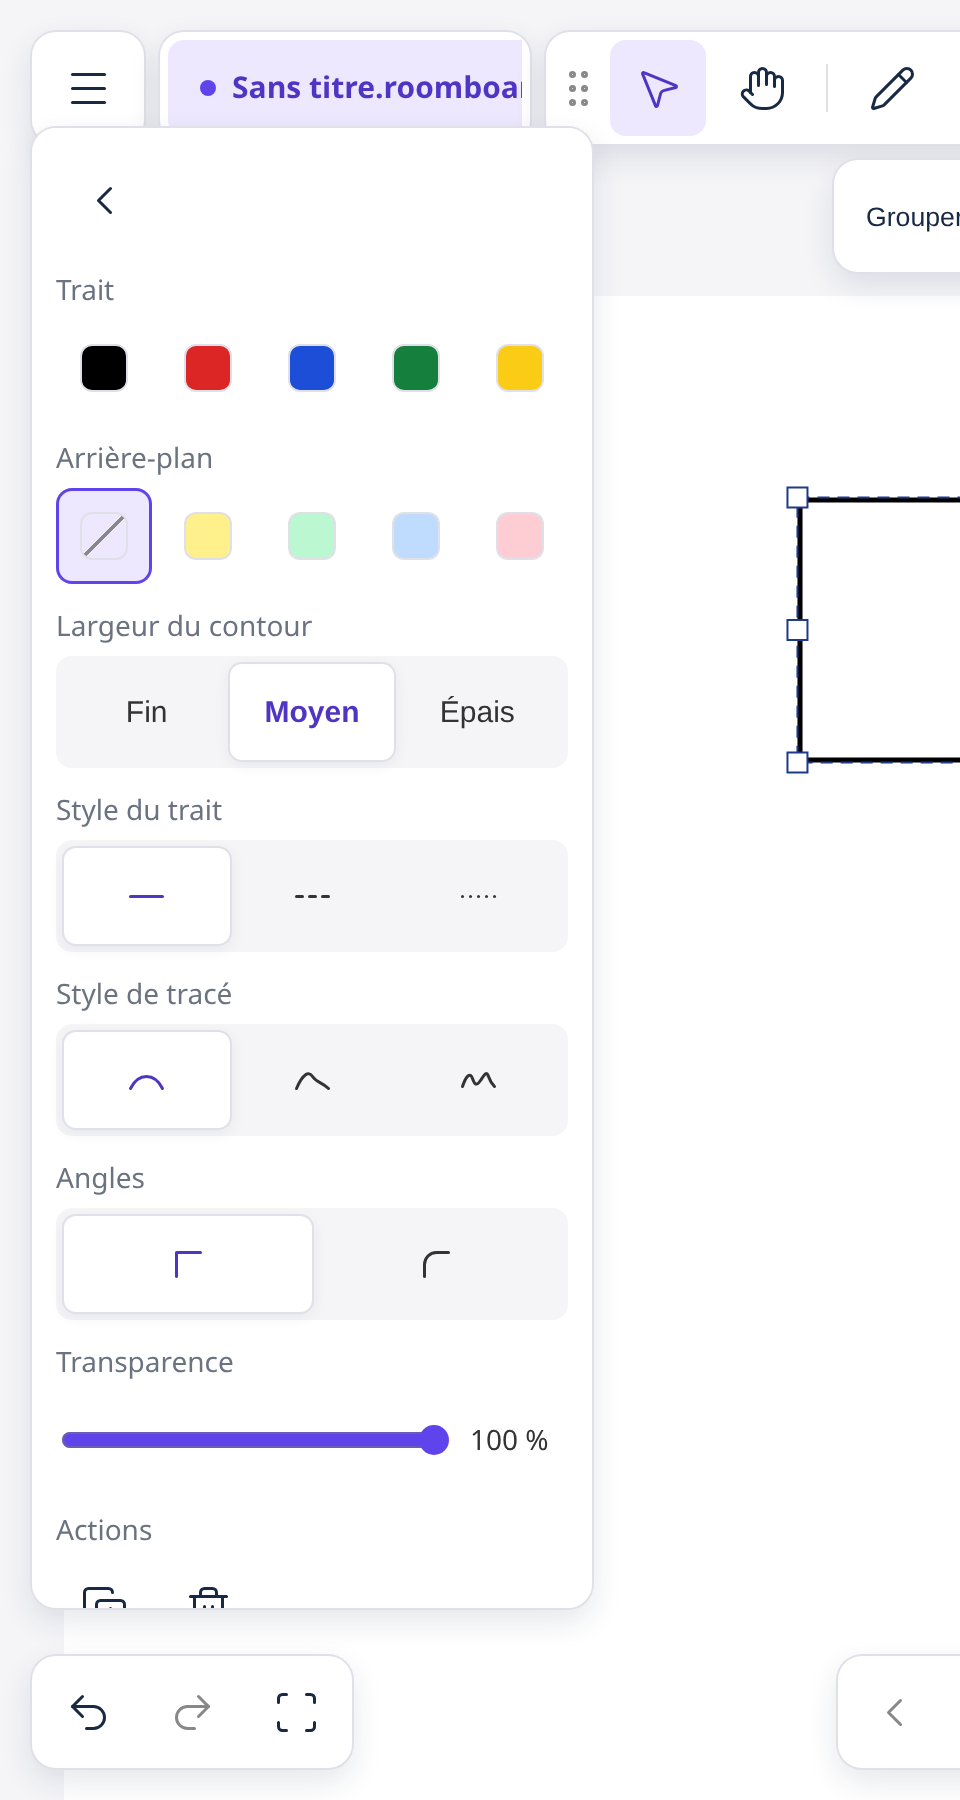 Sans titre.roomboa
Grouper
Trait
Arrière-plan
Largeur du contour
Fin
Moyen
Épais
Style du trait
Style de tracé
Angles
Transparence
100 %
Actions